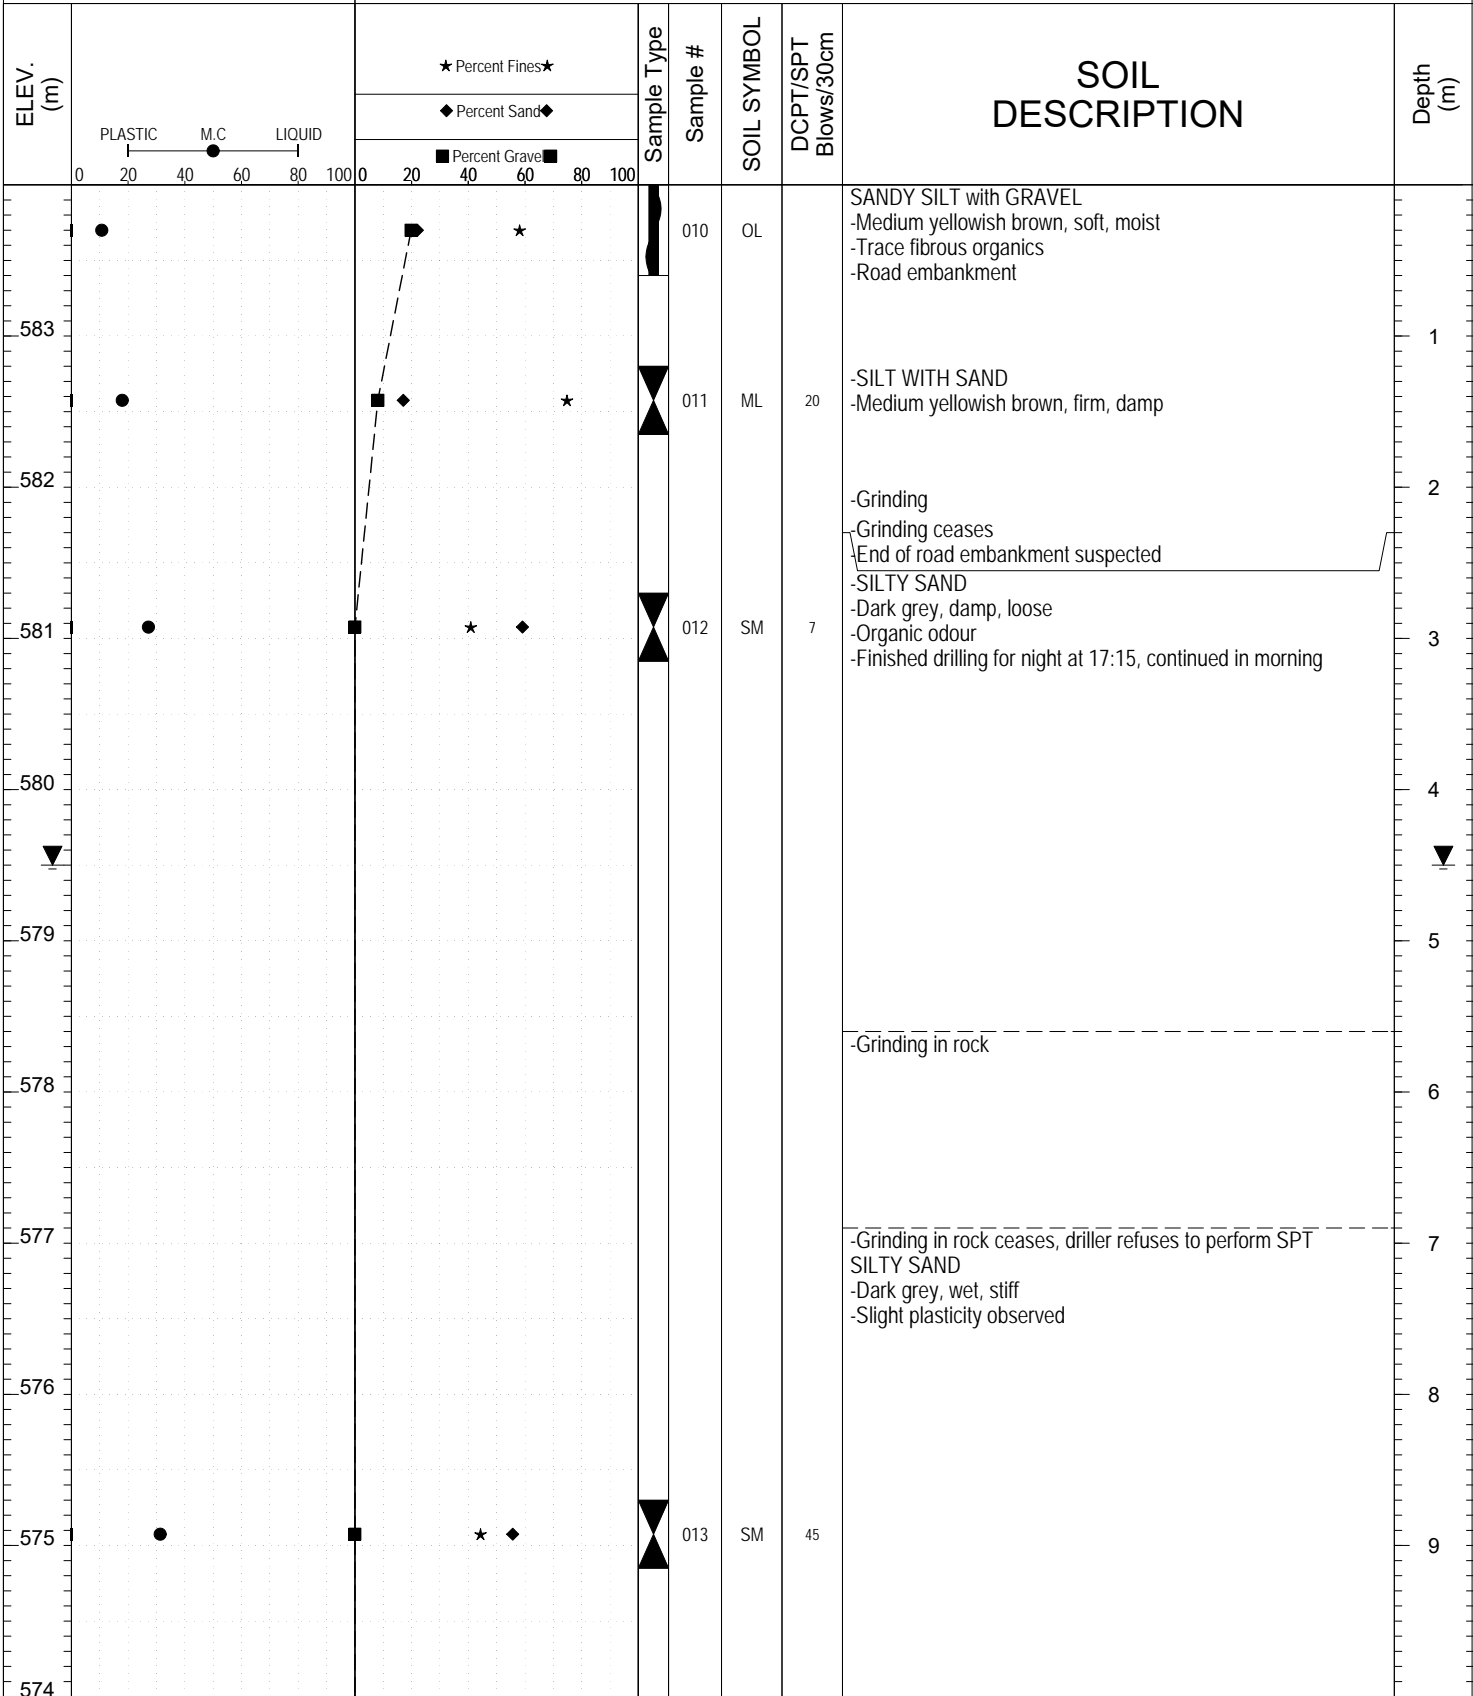 ELEV.
(m)
PLASTIC M.C LIQUID
0 20 40 60 80 100
★ Percent Fines ★
◆ Percent Sand ◆
■ Percent Gravel ■
0 20 40 60 80 100
Sample Type
Sample #
SOIL SYMBOL
DCPT/SPT
Blows/30cm
SOIL
DESCRIPTION
Depth
(m)
010 OL
SANDY SILT with GRAVEL
-Medium yellowish brown, soft, moist
-Trace fibrous organics
-Road embankment
583 1
011 ML 20
-SILT WITH SAND
-Medium yellowish brown, firm, damp
582 2
-Grinding
-Grinding ceases
-End of road embankment suspected
-SILTY SAND
-Dark grey, damp, loose
-Organic odour
-Finished drilling for night at 17:15, continued in morning
012 SM 7
581 3
580 4
579 5
-Grinding in rock
578 6
577 7
-Grinding in rock ceases, driller refuses to perform SPT
SILTY SAND
-Dark grey, wet, stiff
-Slight plasticity observed
576 8
013 SM 45
575 9
574